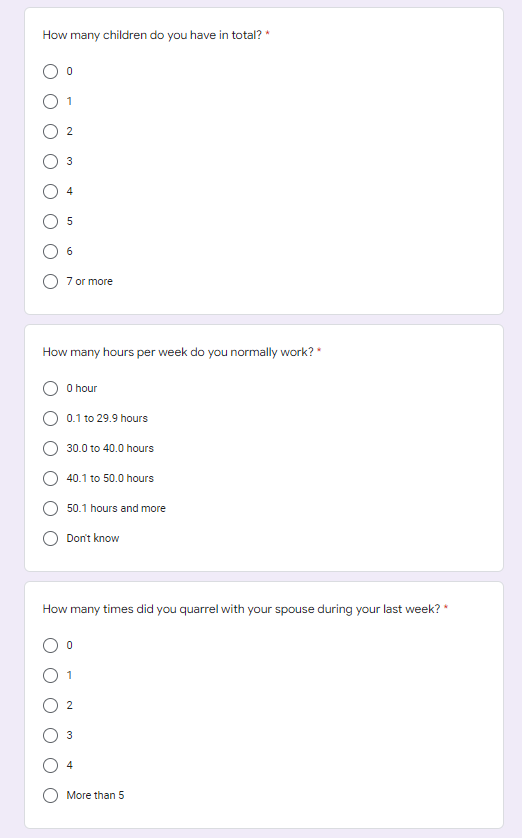 How many children do you have in total? *
0
1
2
3
4
5
6
7 or more
How many hours per week do you normally work? *
0 hour
0.1 to 29.9 hours
30.0 to 40.0 hours
40.1 to 50.0 hours
50.1 hours and more
Don't know
How many times did you quarrel with your spouse during your last week? *
0
1
2
3
4
More than 5